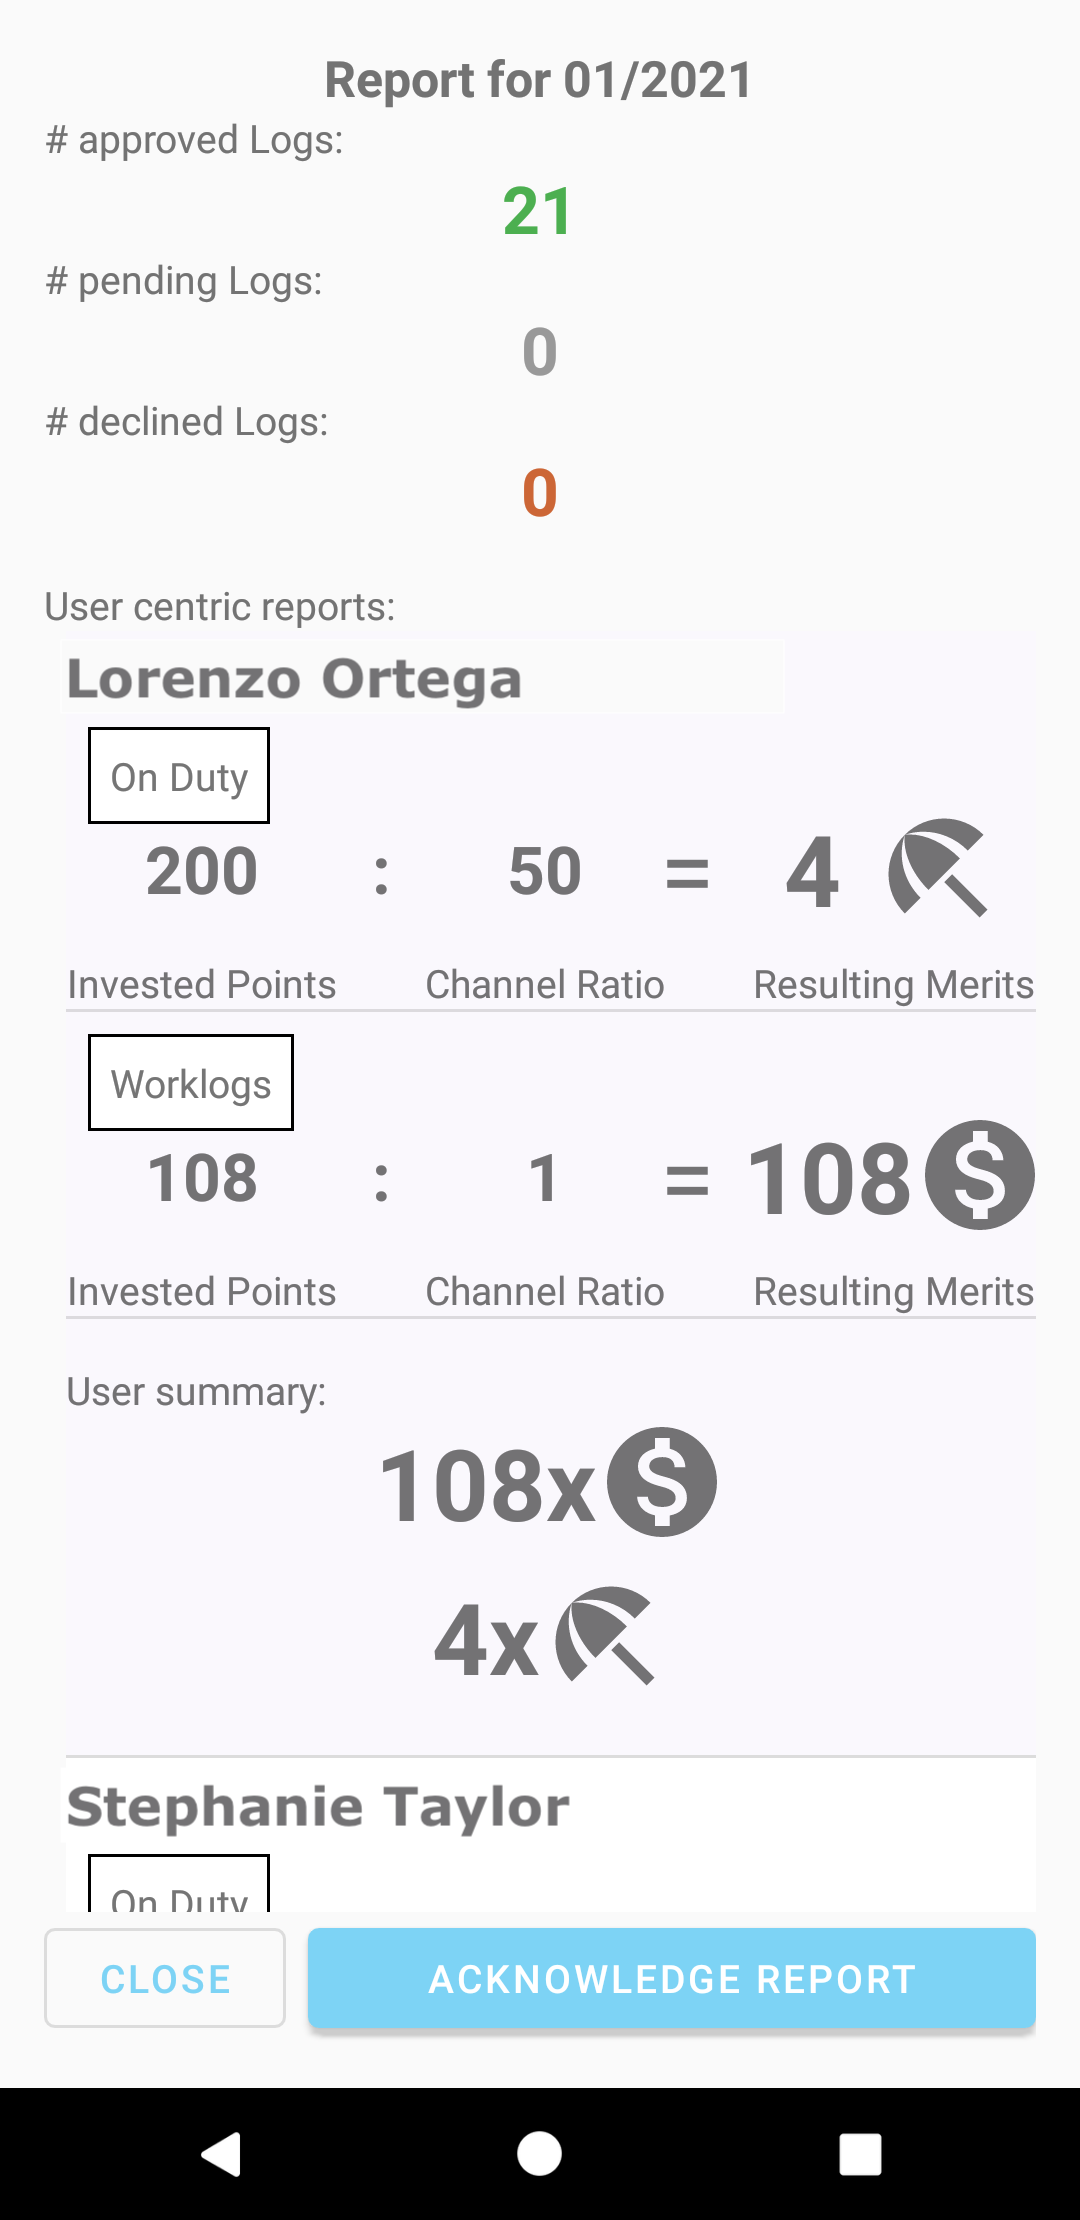 Report for 01/2021
# approved Logs:
21
# pending Logs:
0
# declined Logs:
0
User centric reports:
Lorenzo Ortega
On Duty
200 : 50 = 4
Invested Points Channel Ratio Resulting Merits
Worklogs
108 : 1 = 108 $
Invested Points Channel Ratio Resulting Merits
User summary:
108x $
4x
Stephanie Taylor
On Duty
CLOSE ACKNOWLEDGE REPORT